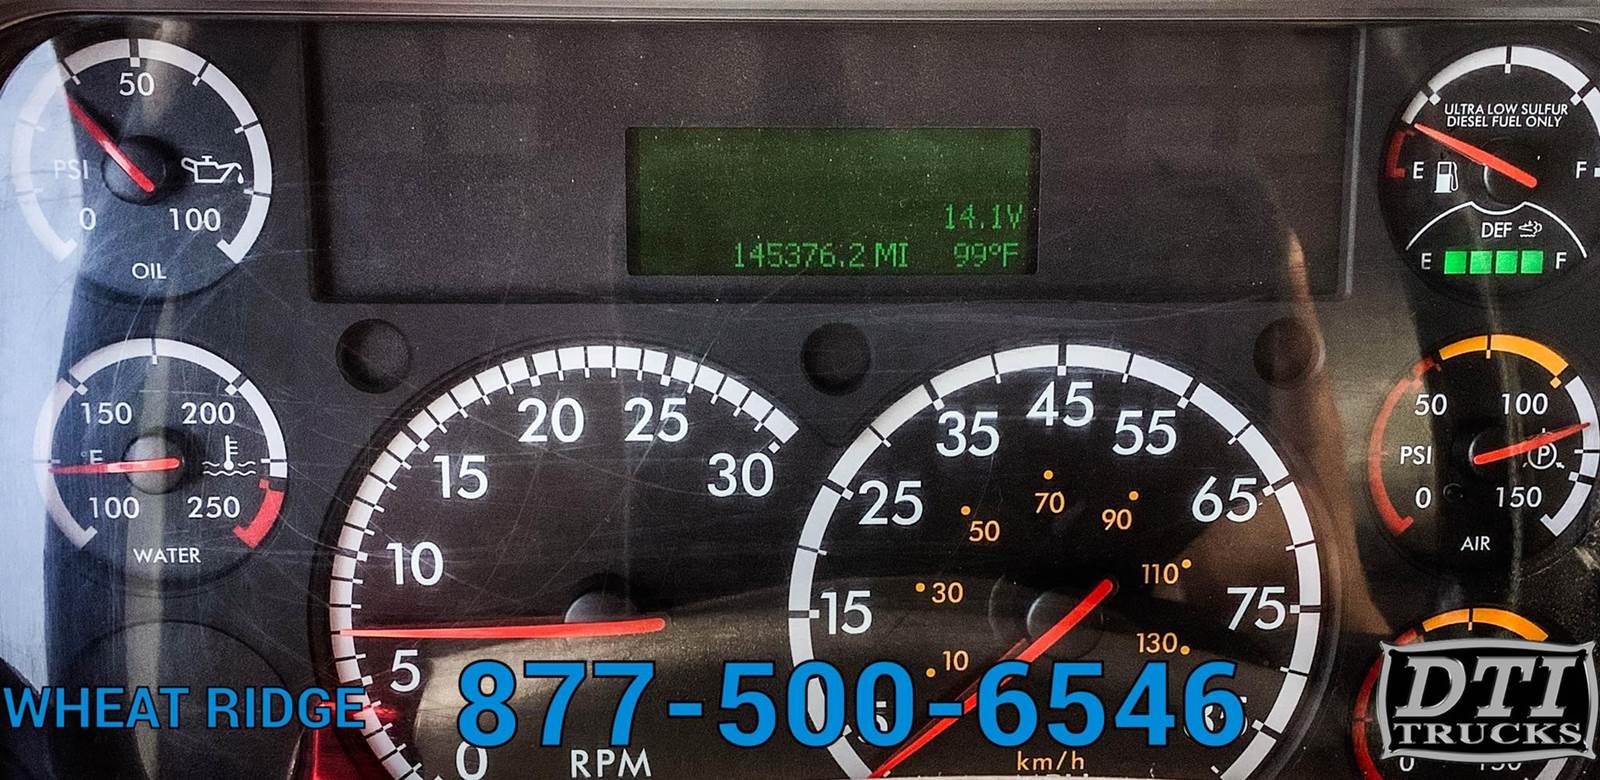 50
PSI
0
100
OIL
14.1V
145376.2 MI 99°F
ULTRA LOW SULFUR
DIESEL FUEL ONLY
E
F
DEF
E
F
150
200
°F
100
250
WATER
0
5
10
15
20
25
30
RPM
15
25
35
45
55
65
75
10
30
50
70
90
110
130
km/h
50
100
PSI
P
0
150
AIR
0
150
WHEAT RIDGE
877-500-6546
DTI
TRUCKS